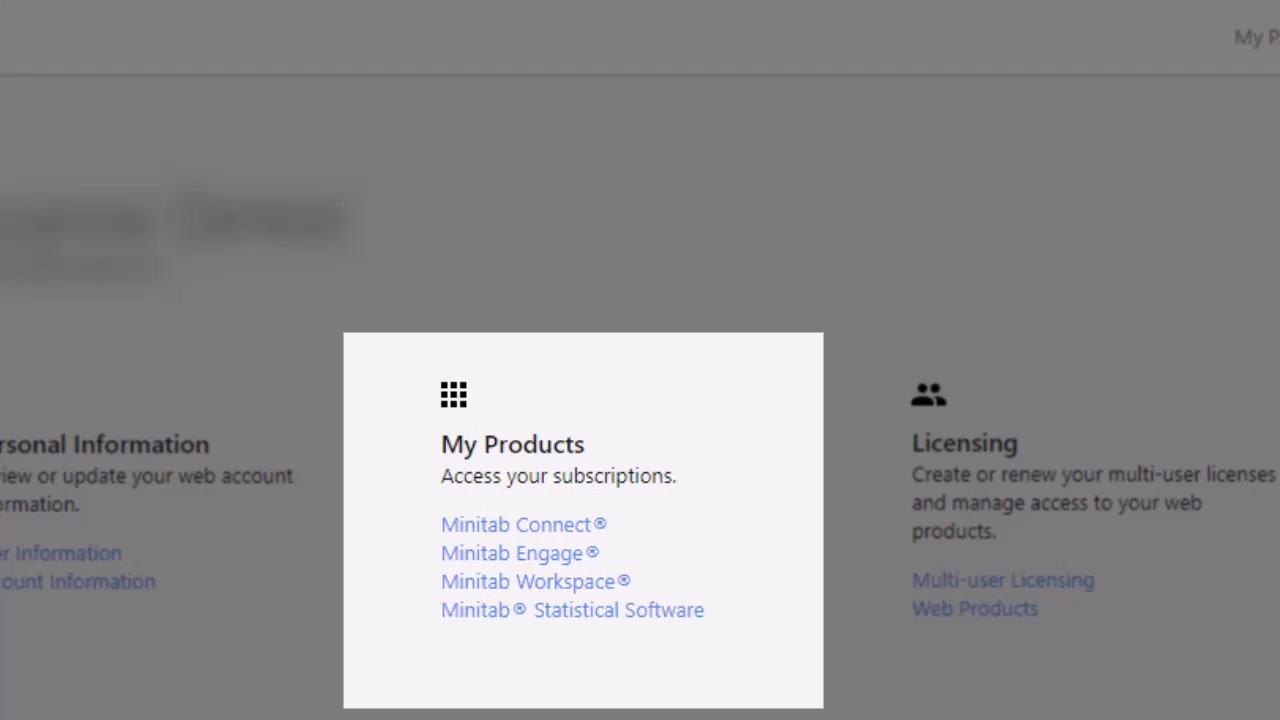 My P
rsonal Information
iew or update your web account
ormation.
er Information
ount Information
My Products
Access your subscriptions.
Minitab Connect®
Minitab Engage®
Minitab Workspace®
Minitab® Statistical Software
Licensing
Create or renew your multi-user licenses
and manage access to your web
products.
Multi-user Licensing
Web Products